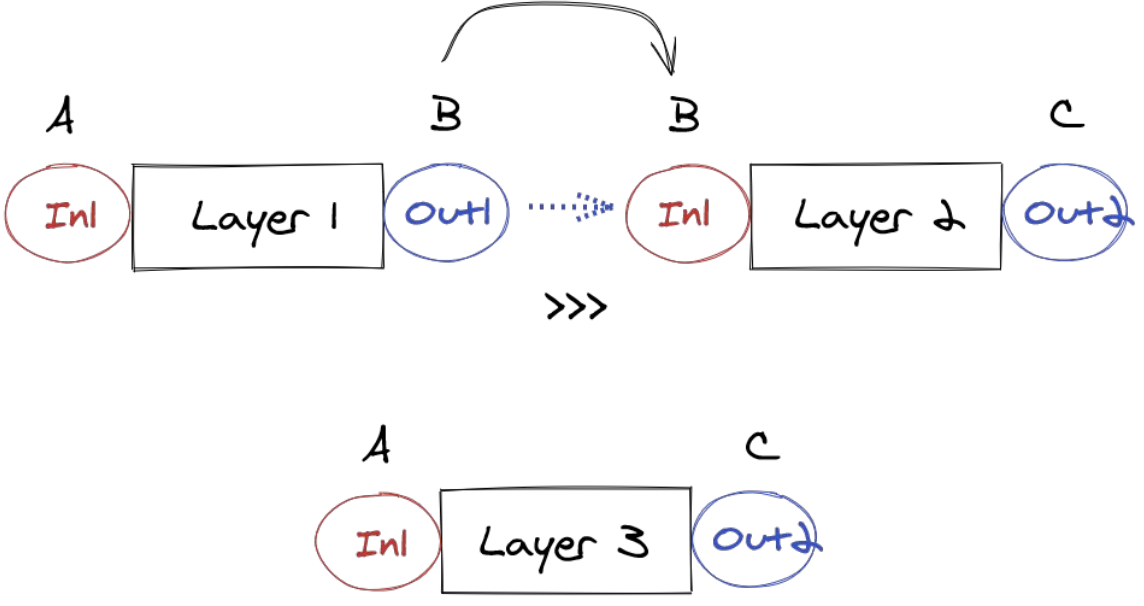 A B B C
In1 Layer 1 Out1 In1 Layer 2 Out2
>>>
A C
In1 Layer 3 Out2